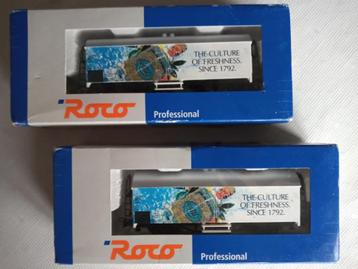 THE CULTURE
OF FRESHNESS.
SINCE 1792.
Roco
Professional
THE CULTURE
OF FRESHNESS.
SINCE 1792.
Roco
Professional